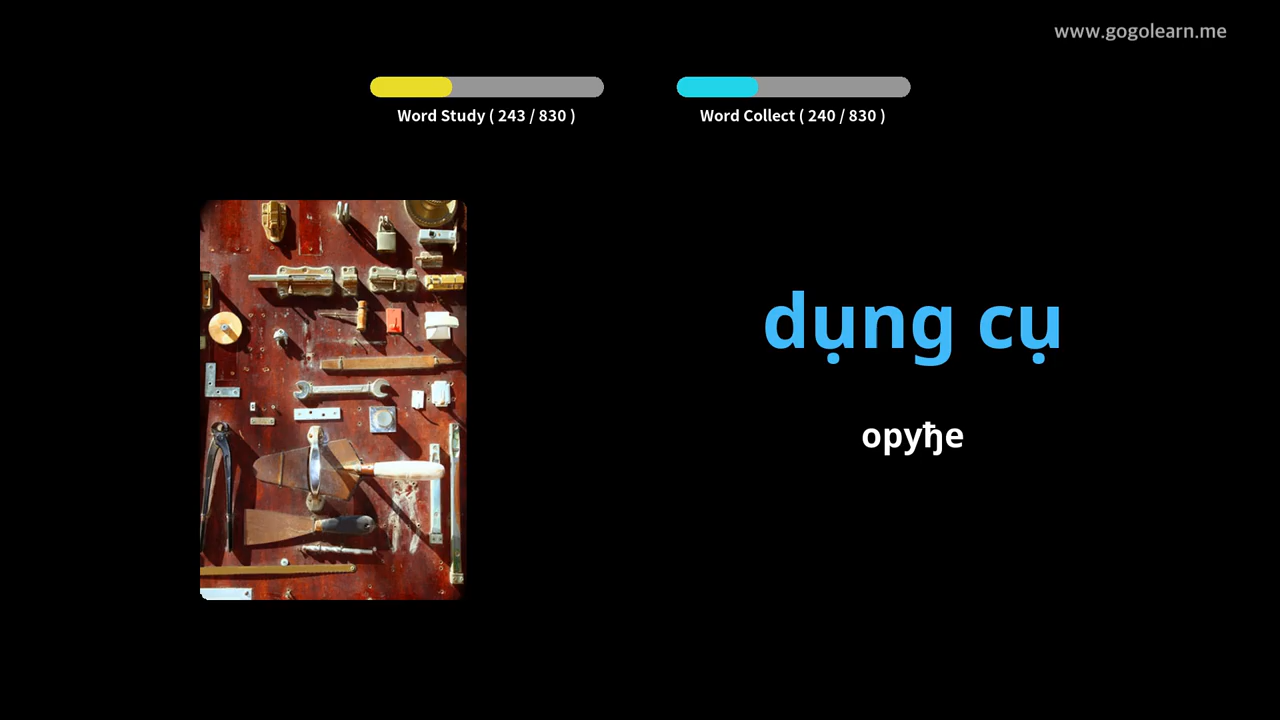 www.gogolearn.me
Word Study ( 243 / 830 )
Word Collect ( 240 / 830 )
dụng cụ
оруђе